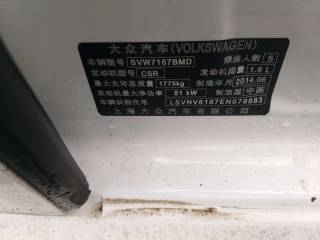 大众汽车(VOLKSWAGEN)
车辆型号 SVW7167BMD 乘坐人数 5
发动机型号 CSR 发动机排量 1.6 L
最大允许总质量 1775kg 制造年月 2014.06
发动机最大净功率 81 kW 制造国 中国
车辆识别代号 LSVNV6187EN079883
上海大众汽车有限公司